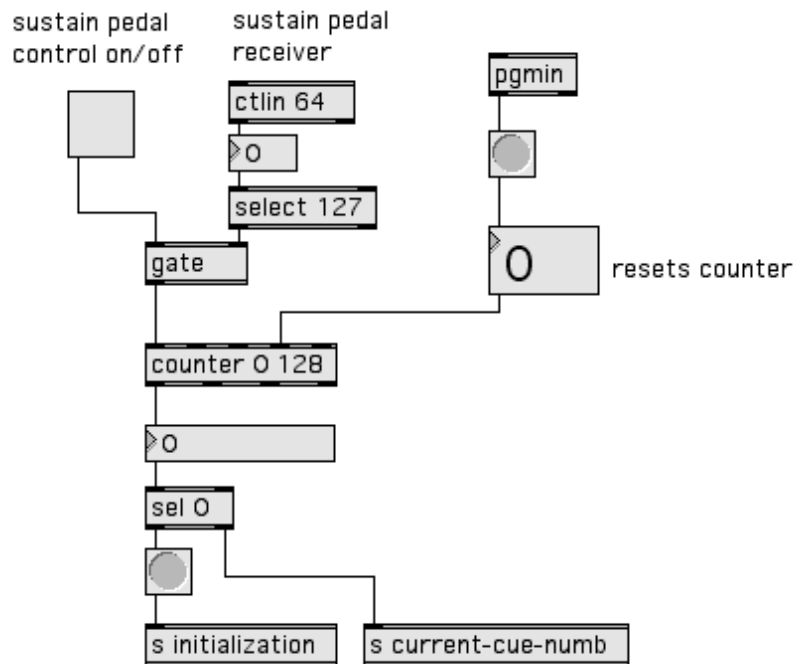 sustain pedal
control on/off
sustain pedal
receiver
ctlin 64
pgmin
0
select 127
gate
0
resets counter
counter 0 128
0
sel 0
s initialization
s current-cue-numb